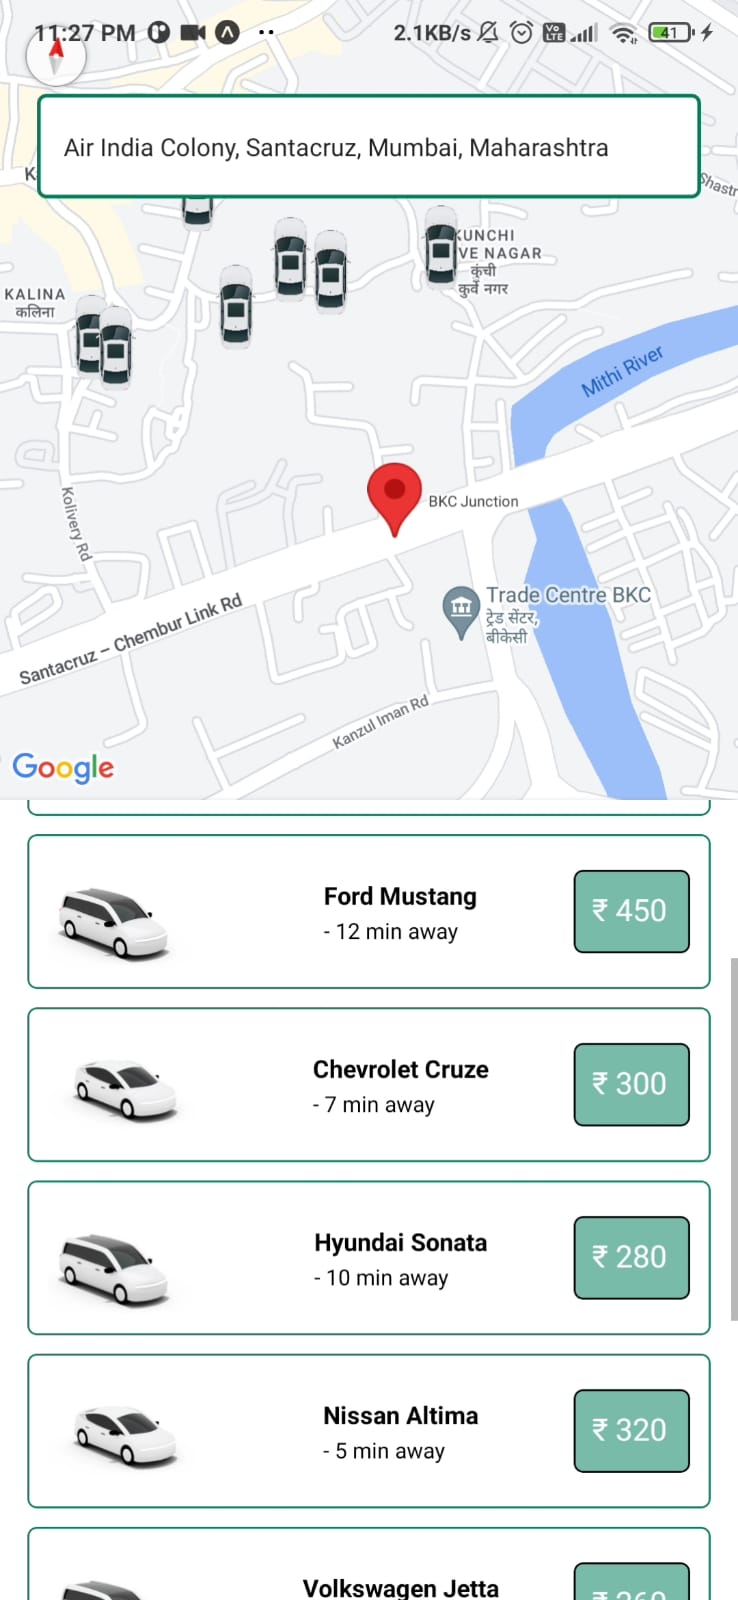 11:27 PM
2.1KB/s
Vo LTE
41
Air India Colony, Santacruz, Mumbai, Maharashtra
K
Shastr
KUNCHI
VE NAGAR
कुंची
कुर्वे नगर
KALINA
कलिना
Mithi River
BKC Junction
Kolivery Rd
Trade Centre BKC
ट्रेड सेंटर,
बीकेसी
Santacruz – Chembur Link Rd
Kanzul Iman Rd
Google
Ford Mustang
- 12 min away
₹ 450
Chevrolet Cruze
- 7 min away
₹ 300
Hyundai Sonata
- 10 min away
₹ 280
Nissan Altima
- 5 min away
₹ 320
Volkswagen Jetta